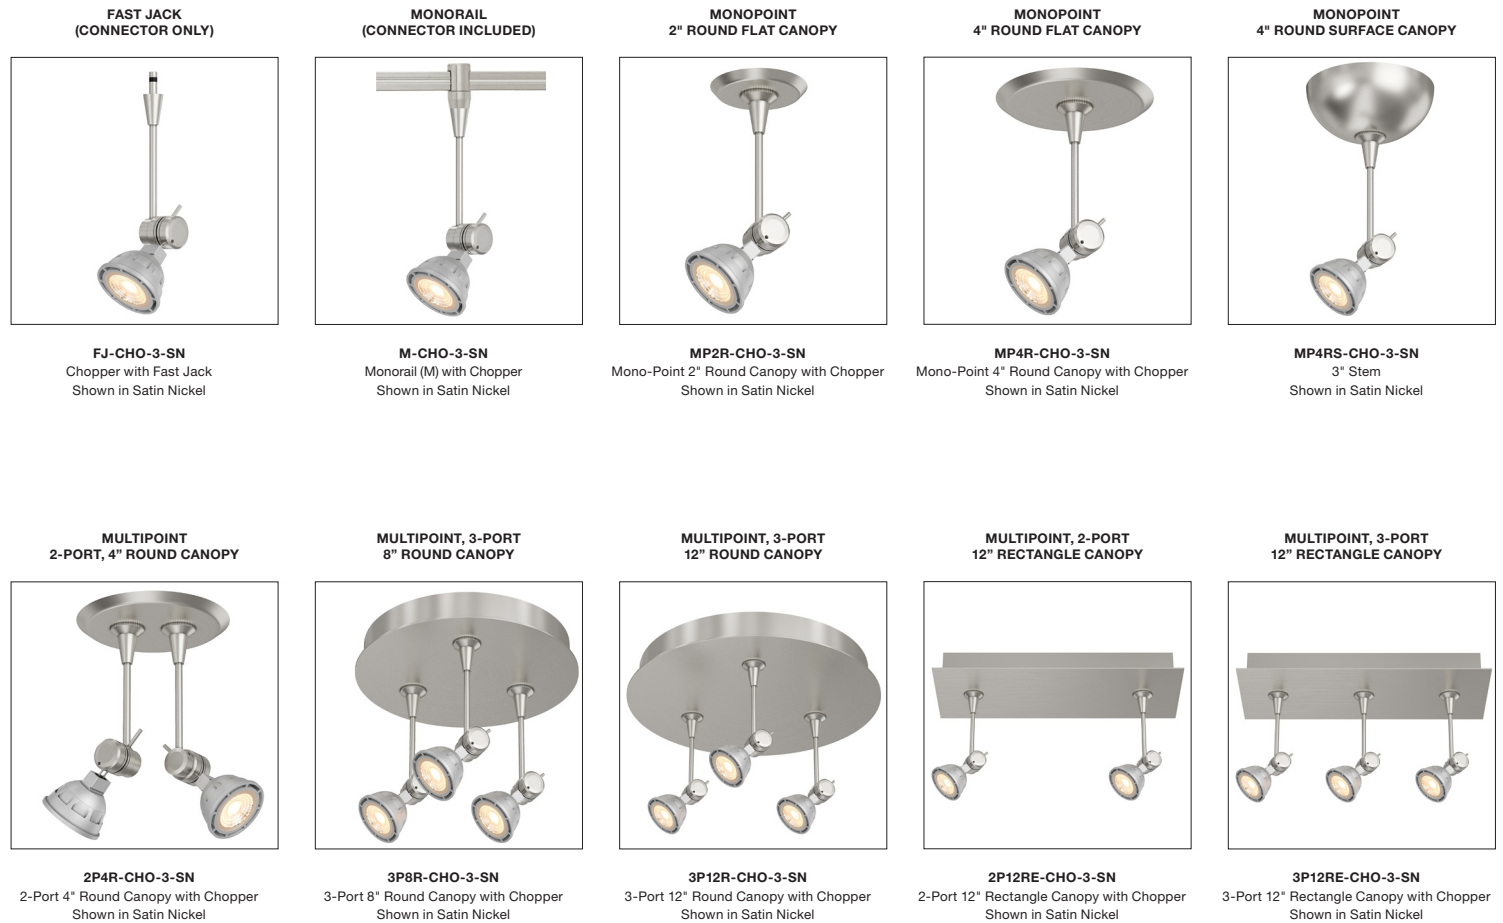 FAST JACK
(CONNECTOR ONLY)
MONORAIL
(CONNECTOR INCLUDED)
MONOPOINT
2" ROUND FLAT CANOPY
MONOPOINT
4" ROUND FLAT CANOPY
MONOPOINT
4" ROUND SURFACE CANOPY
FJ-CHO-3-SN
Chopper with Fast Jack
Shown in Satin Nickel
M-CHO-3-SN
Monorail (M) with Chopper
Shown in Satin Nickel
MP2R-CHO-3-SN
Mono-Point 2" Round Canopy with Chopper
Shown in Satin Nickel
MP4R-CHO-3-SN
Mono-Point 4" Round Canopy with Chopper
Shown in Satin Nickel
MP4RS-CHO-3-SN
3" Stem
Shown in Satin Nickel
MULTIPOINT
2-PORT, 4” ROUND CANOPY
MULTIPOINT, 3-PORT
8” ROUND CANOPY
MULTIPOINT, 3-PORT
12” ROUND CANOPY
MULTIPOINT, 2-PORT
12” RECTANGLE CANOPY
MULTIPOINT, 3-PORT
12” RECTANGLE CANOPY
2P4R-CHO-3-SN
2-Port 4" Round Canopy with Chopper
Shown in Satin Nickel
3P8R-CHO-3-SN
3-Port 8" Round Canopy with Chopper
Shown in Satin Nickel
3P12R-CHO-3-SN
3-Port 12" Round Canopy with Chopper
Shown in Satin Nickel
2P12RE-CHO-3-SN
2-Port 12" Rectangle Canopy with Chopper
Shown in Satin Nickel
3P12RE-CHO-3-SN
3-Port 12" Rectangle Canopy with Chopper
Shown in Satin Nickel